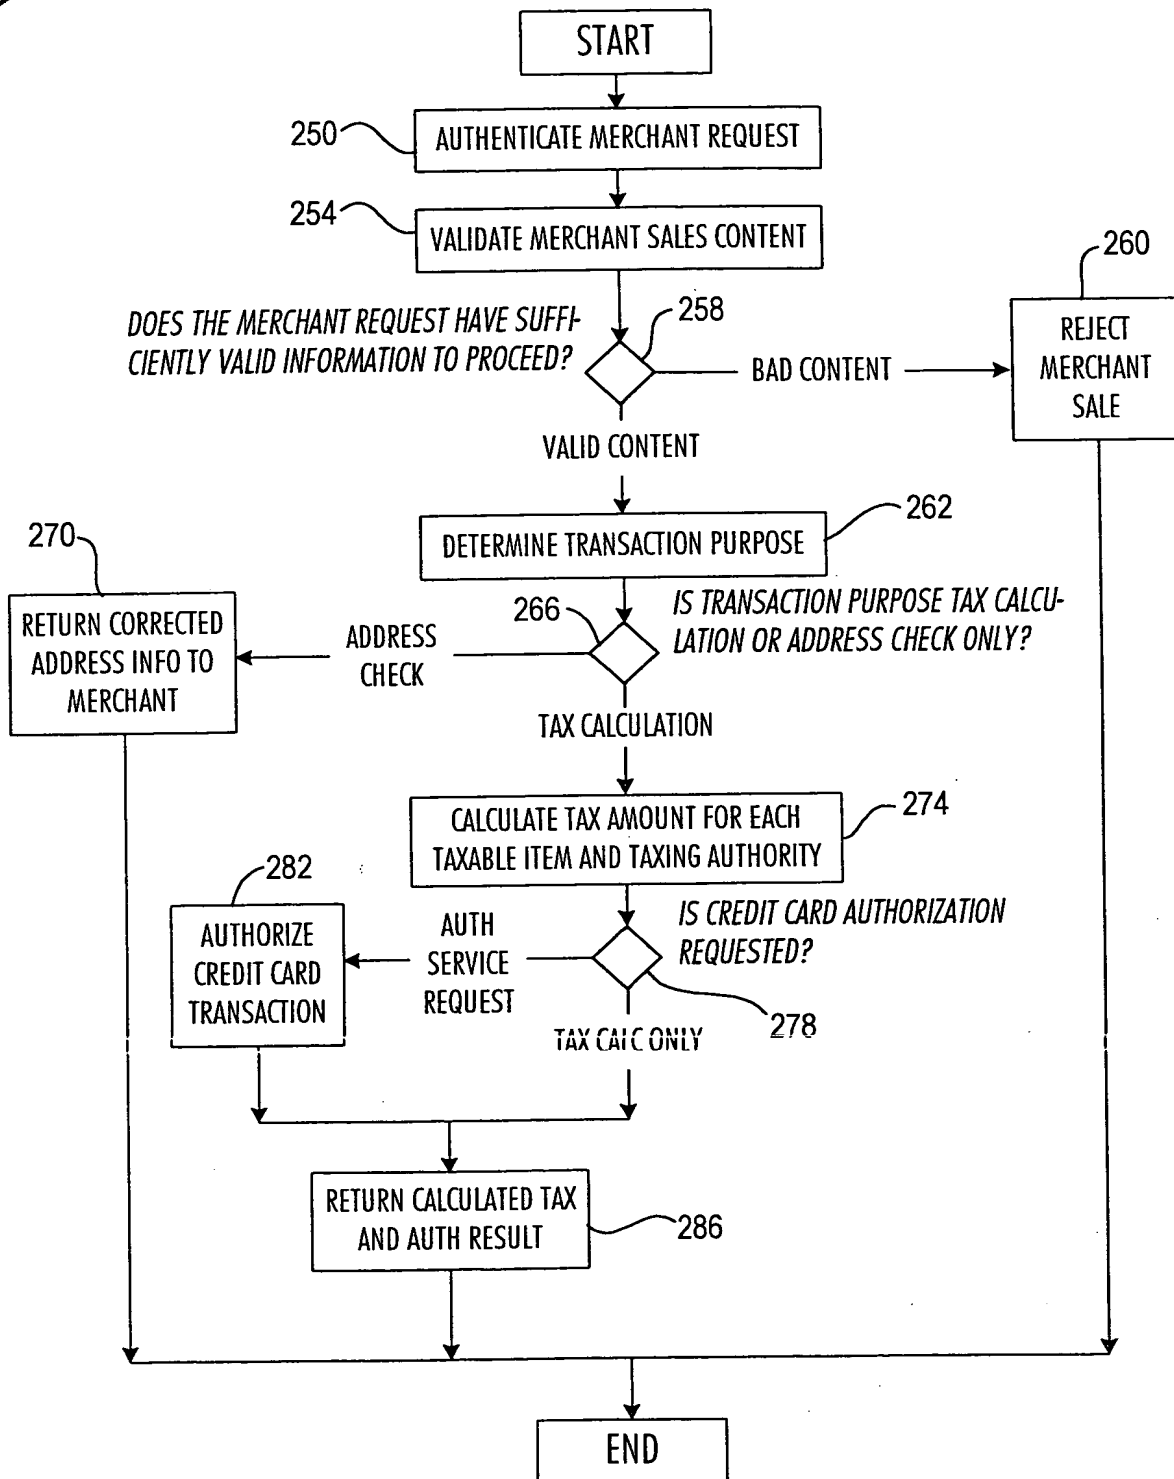 START
250
AUTHENTICATE MERCHANT REQUEST
254
VALIDATE MERCHANT SALES CONTENT
260
REJECT
MERCHANT
SALE
DOES THE MERCHANT REQUEST HAVE SUFFI-
CIENTLY VALID INFORMATION TO PROCEED?
258
BAD CONTENT
VALID CONTENT
262
DETERMINE TRANSACTION PURPOSE
270
RETURN CORRECTED
ADDRESS INFO TO
MERCHANT
ADDRESS
CHECK
266
IS TRANSACTION PURPOSE TAX CALCU-
LATION OR ADDRESS CHECK ONLY?
TAX CALCULATION
CALCULATE TAX AMOUNT FOR EACH
TAXABLE ITEM AND TAXING AUTHORITY
274
282
AUTHORIZE
CREDIT CARD
TRANSACTION
AUTH
SERVICE
REQUEST
IS CREDIT CARD AUTHORIZATION
REQUESTED?
278
TAX CALC ONLY
RETURN CALCULATED TAX
AND AUTH RESULT
286
END